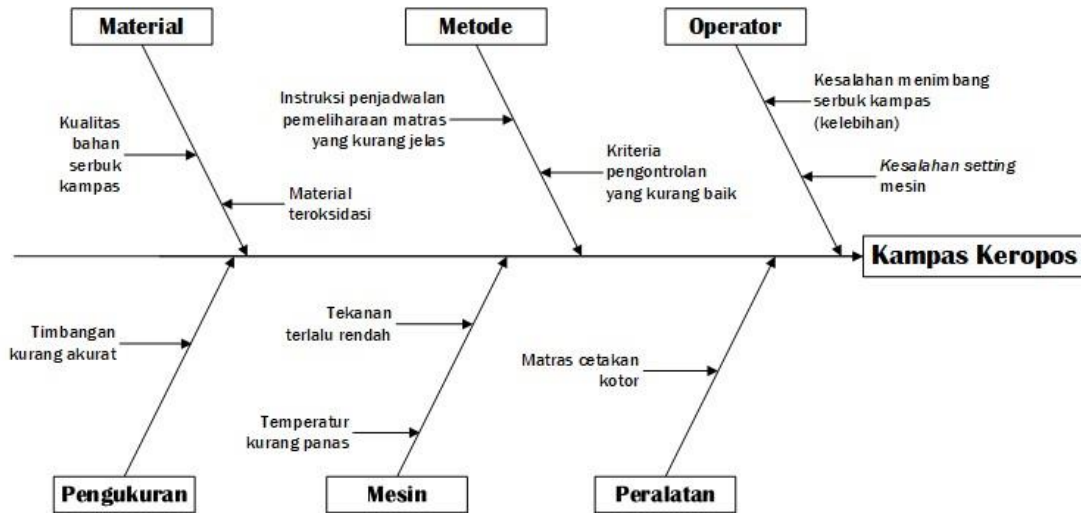 Material
Metode
Operator
Kualitas
bahan
serbuk
kampas
Material
teroksidasi
Instruksi penjadwalan
pemeliharaan matras
yang kurang jelas
Kriteria
pengontrolan
yang kurang baik
Kesalahan menimbang
serbuk kampas
(kelebihan)
Kesalahan setting
mesin
Kampas Keropos
Timbangan
kurang akurat
Tekanan
terlalu rendah
Temperatur
kurang panas
Matras cetakan
kotor
Pengukuran
Mesin
Peralatan